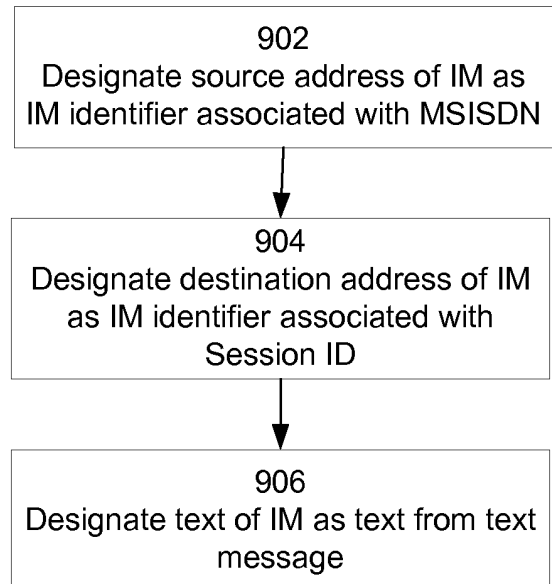 902
Designate source address of IM as
IM identifier associated with MSISDN
904
Designate destination address of IM
as IM identifier associated with
Session ID
906
Designate text of IM as text from text
message